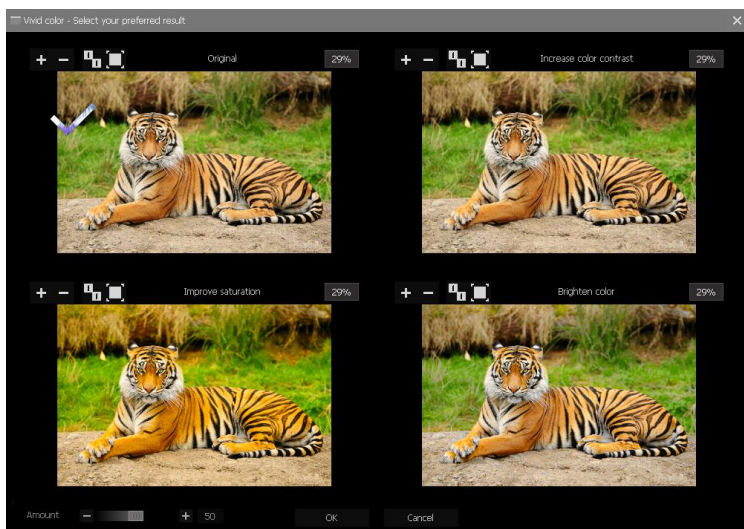 Vivid color - Select your preferred result
Original
29%
Increase color contrast
29%
Improve saturation
29%
Brighten color
29%
Amount
50
OK
Cancel